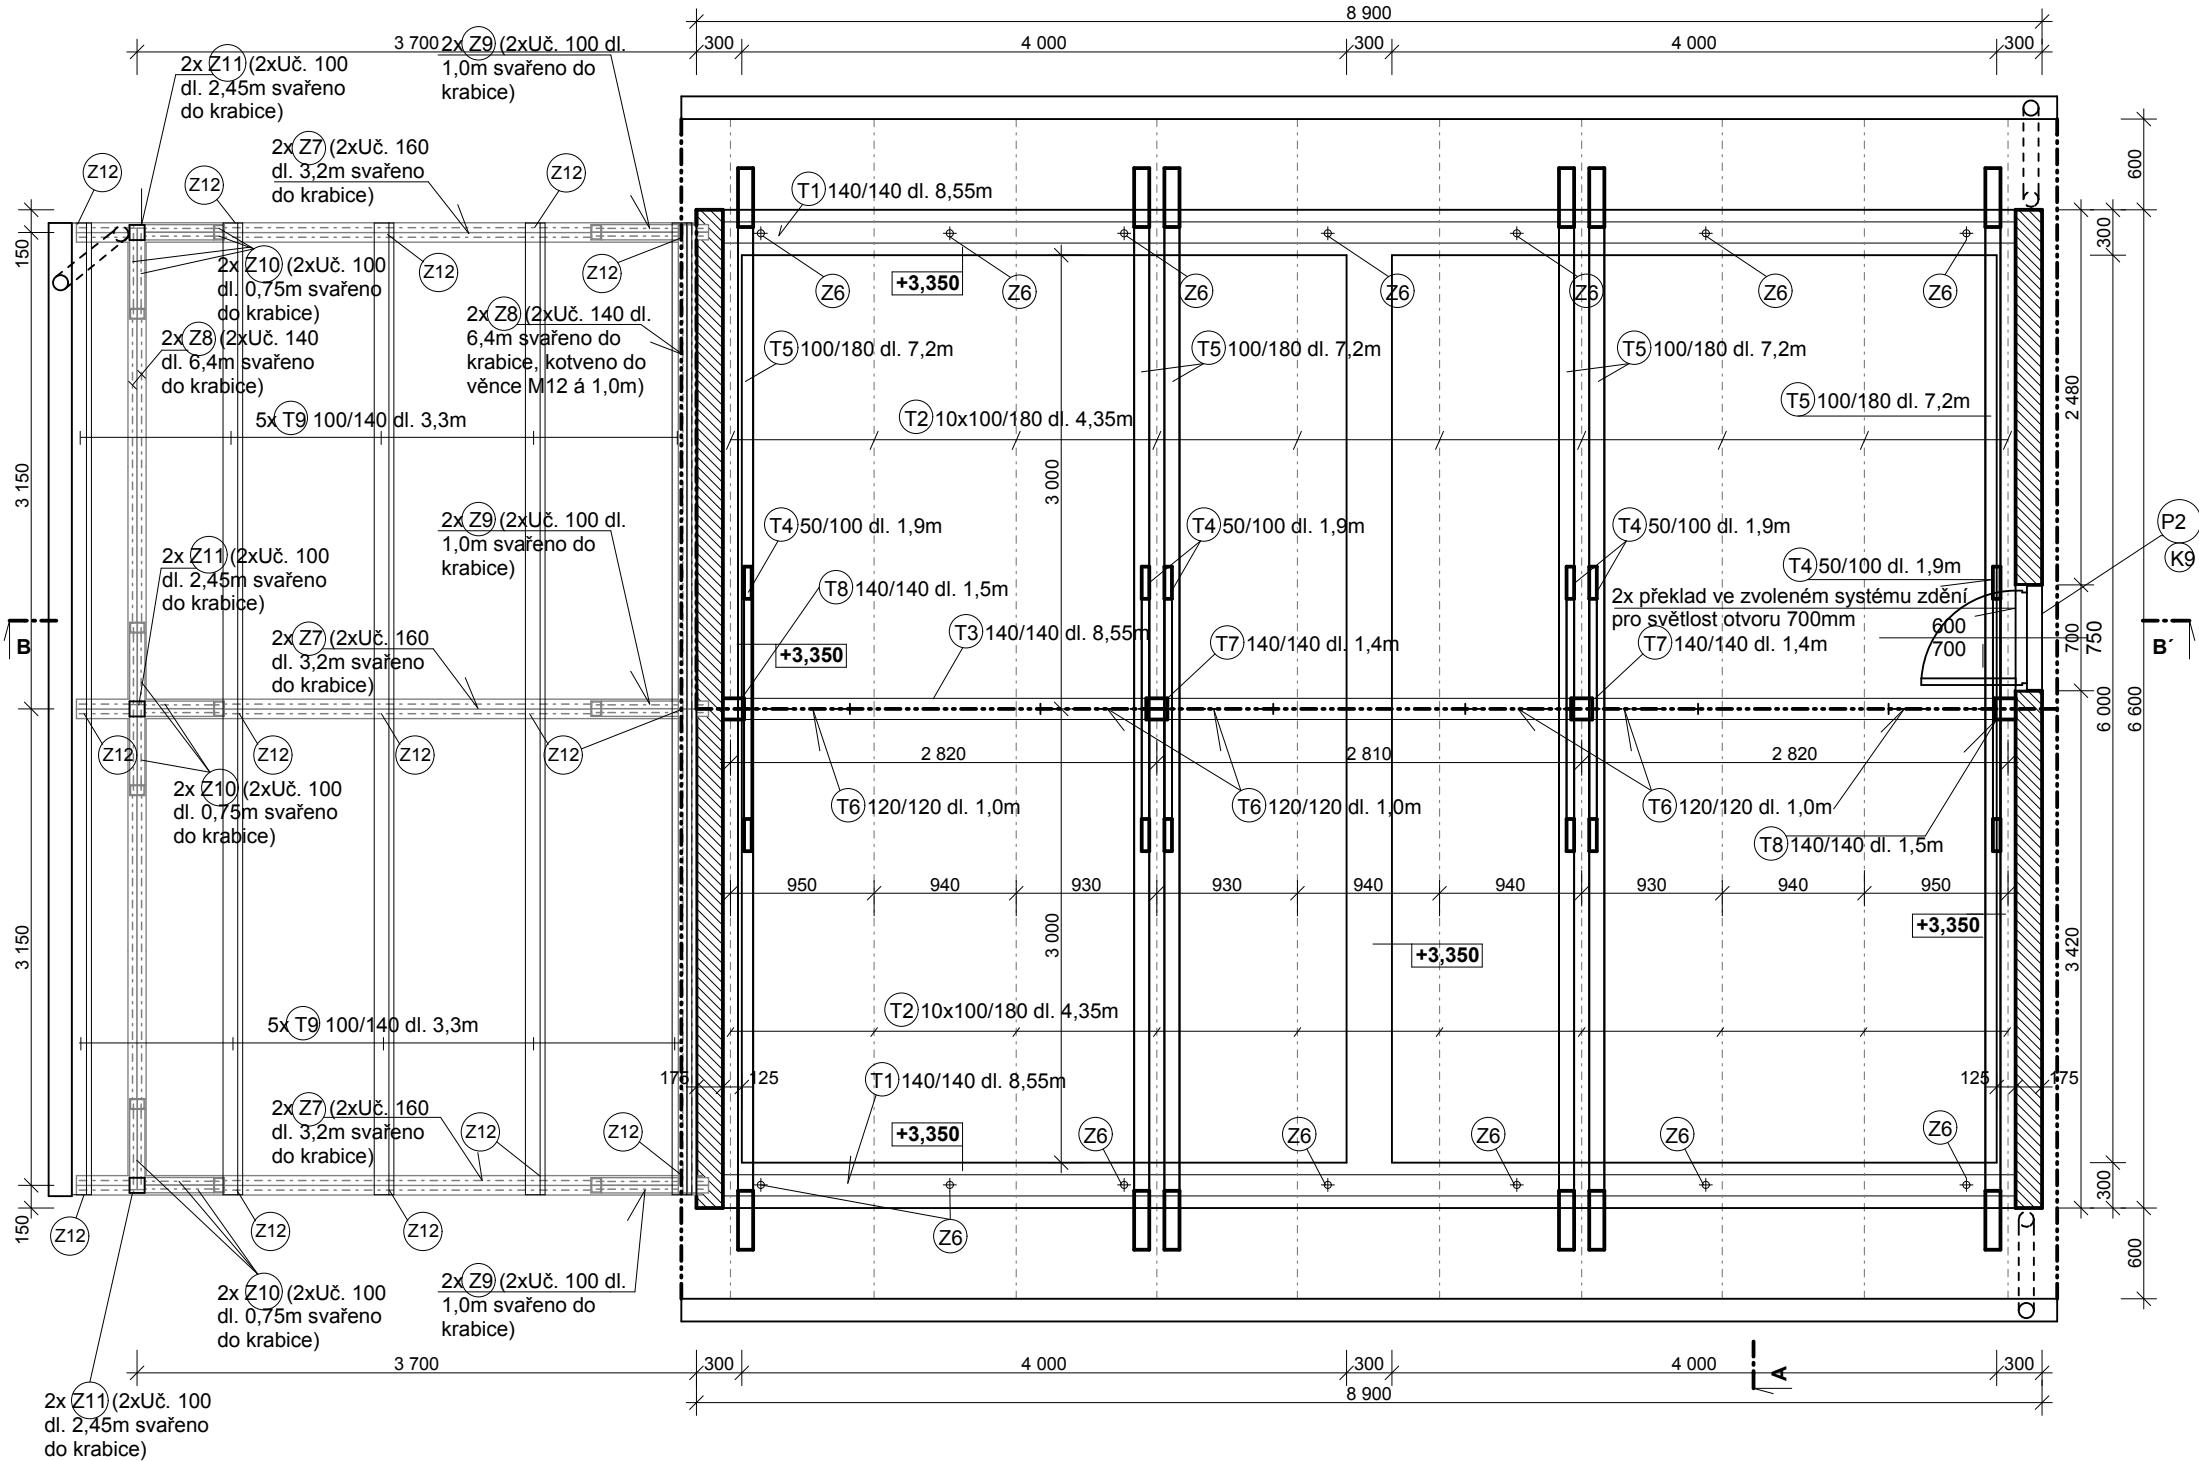 8 900
3 700
300
4 000
300
4 000
300
2x Z11 (2xUč. 100
dl. 2,45m svařeno
do krabice)
2x Z9 (2xUč. 100 dl.
1,0m svařeno do
krabice)
2x Z7 (2xUč. 160
dl. 3,2m svařeno
do krabice)
Z12
Z12
Z12
T1 140/140 dl. 8,55m
600
150
300
2x Z10 (2xUč. 100
dl. 0,75m svařeno
do krabice)
Z12
Z12
+3,350
Z6
Z6
Z6
Z6
Z6
Z6
Z6
2x Z8 (2xUč. 140
dl. 6,4m svařeno
do krabice)
2x Z8 (2xUč. 140 dl.
6,4m svařeno do
krabice, kotveno do
věnce M12 á 1,0m)
T5 100/180 dl. 7,2m
T5 100/180 dl. 7,2m
T5 100/180 dl. 7,2m
T5 100/180 dl. 7,2m
5x T9 100/140 dl. 3,3m
T2 10x100/180 dl. 4,35m
2 480
3 150
3 000
2x Z9 (2xUč. 100 dl.
1,0m svařeno do
krabice)
T4 50/100 dl. 1,9m
T4 50/100 dl. 1,9m
T4 50/100 dl. 1,9m
T4 50/100 dl. 1,9m
P2
K9
2x Z11 (2xUč. 100
dl. 2,45m svařeno
do krabice)
T8 140/140 dl. 1,5m
2x překlad ve zvoleném systému zdění
pro světlost otvoru 700mm
600
700
700
750
B
B´
2x Z7 (2xUč. 160
dl. 3,2m svařeno
do krabice)
T3 140/140 dl. 8,55m
+3,350
T7 140/140 dl. 1,4m
T7 140/140 dl. 1,4m
6 000
6 600
Z12
Z12
Z12
Z12
2 820
2 810
2 820
2x Z10 (2xUč. 100
dl. 0,75m svařeno
do krabice)
T6 120/120 dl. 1,0m
T6 120/120 dl. 1,0m
T6 120/120 dl. 1,0m
T8 140/140 dl. 1,5m
950
940
930
930
940
940
930
940
950
3 150
3 000
+3,350
+3,350
3 420
5x T9 100/140 dl. 3,3m
T2 10x100/180 dl. 4,35m
175
125
125
175
T1 140/140 dl. 8,55m
2x Z7 (2xUč. 160
dl. 3,2m svařeno
do krabice)
Z12
Z12
+3,350
Z6
Z6
Z6
Z6
Z6
300
150
Z12
Z12
Z12
Z6
600
2x Z10 (2xUč. 100
dl. 0,75m svařeno
do krabice)
2x Z9 (2xUč. 100 dl.
1,0m svařeno do
krabice)
3 700
300
4 000
300
4 000
300
A
8 900
2x Z11 (2xUč. 100
dl. 2,45m svařeno
do krabice)